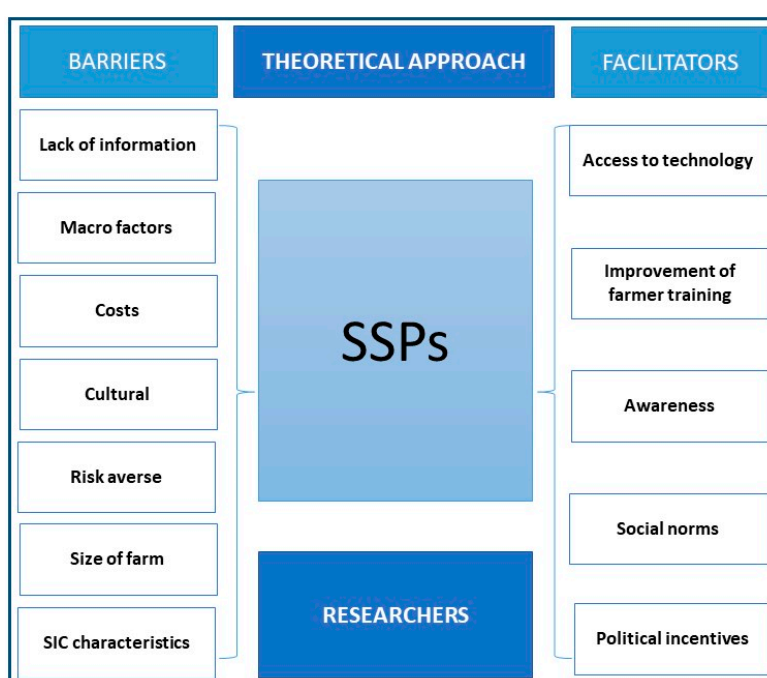 BARRIERS
THEORETICAL APPROACH
FACILITATORS
Lack of information
Macro factors
Costs
Cultural
Risk averse
Size of farm
SIC characteristics
SSPs
RESEARCHERS
Access to technology
Improvement of
farmer training
Awareness
Social norms
Political incentives